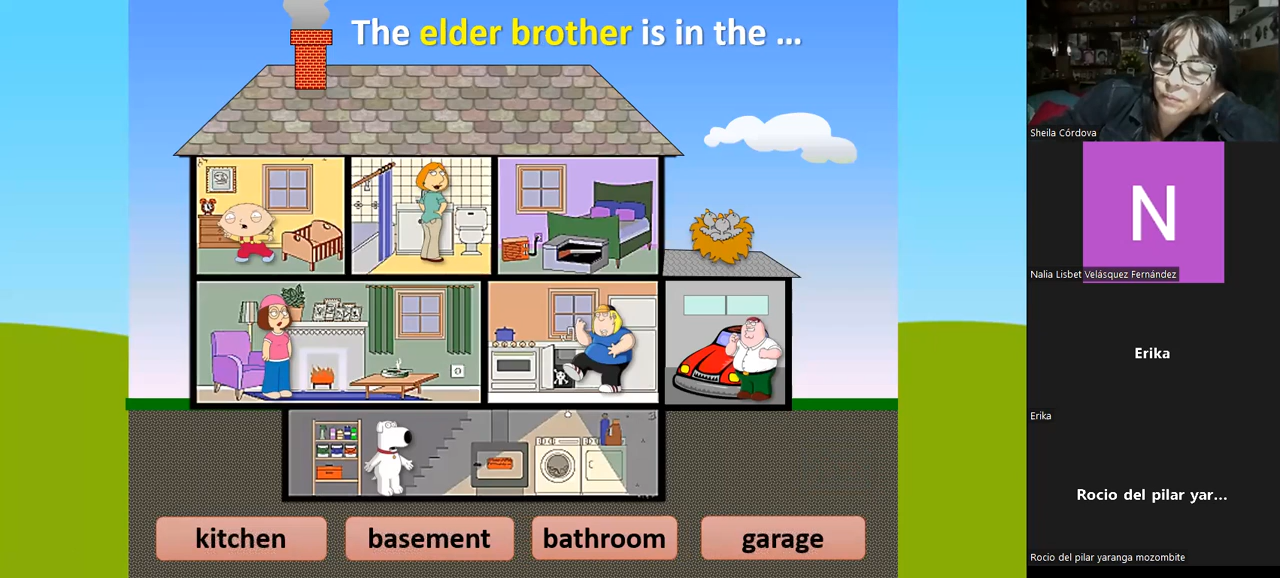 The elder brother is in the ...
kitchen
basement
bathroom
garage
Sheila Córdova
N
Nalia Lisbet Velásquez Fernández
Erika
Erika
Rocio del pilar yar...
Rocio del pilar yaranga mozombite